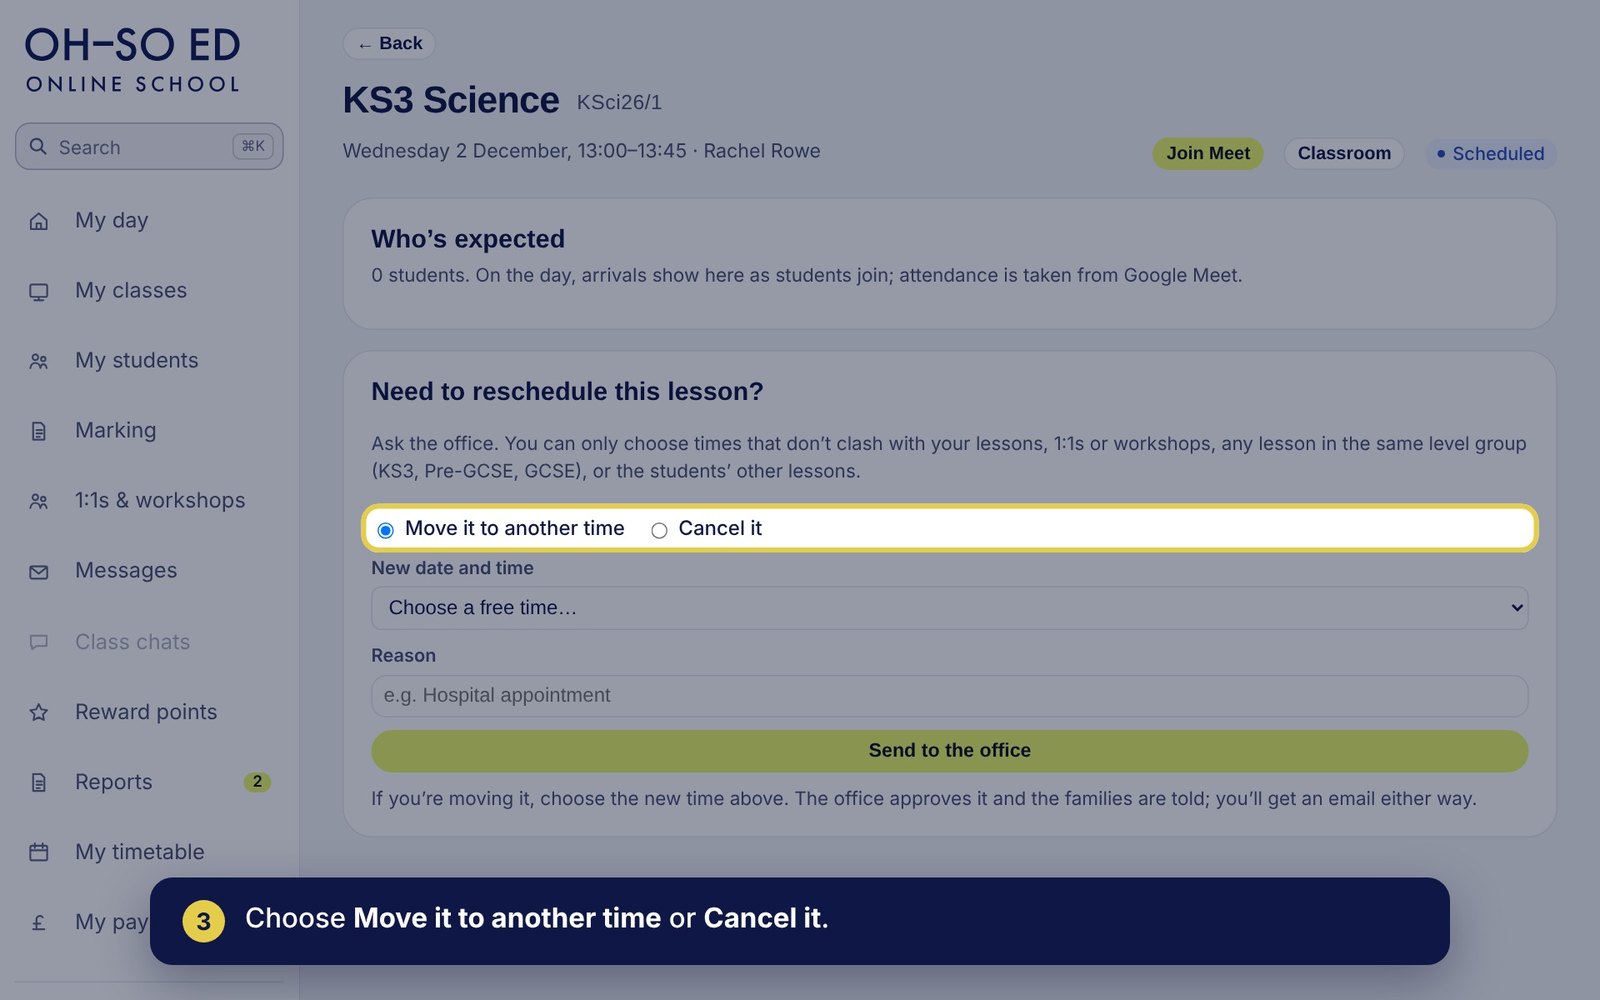 OH–SO ED
ONLINE SCHOOL
Search ⌘K
My day
My classes
My students
Marking
1:1s & workshops
Messages
Class chats
Reward points
Reports 2
My timetable
£ My pay
← Back
KS3 Science KSci26/1
Wednesday 2 December, 13:00–13:45 · Rachel Rowe
Join Meet Classroom • Scheduled
Who’s expected
0 students. On the day, arrivals show here as students join; attendance is taken from Google Meet.
Need to reschedule this lesson?
Ask the office. You can only choose times that don’t clash with your lessons, 1:1s or workshops, any lesson in the same level group
(KS3, Pre-GCSE, GCSE), or the students’ other lessons.
Move it to another time Cancel it
New date and time
Choose a free time…
Reason
e.g. Hospital appointment
Send to the office
If you’re moving it, choose the new time above. The office approves it and the families are told; you’ll get an email either way.
3 Choose Move it to another time or Cancel it.